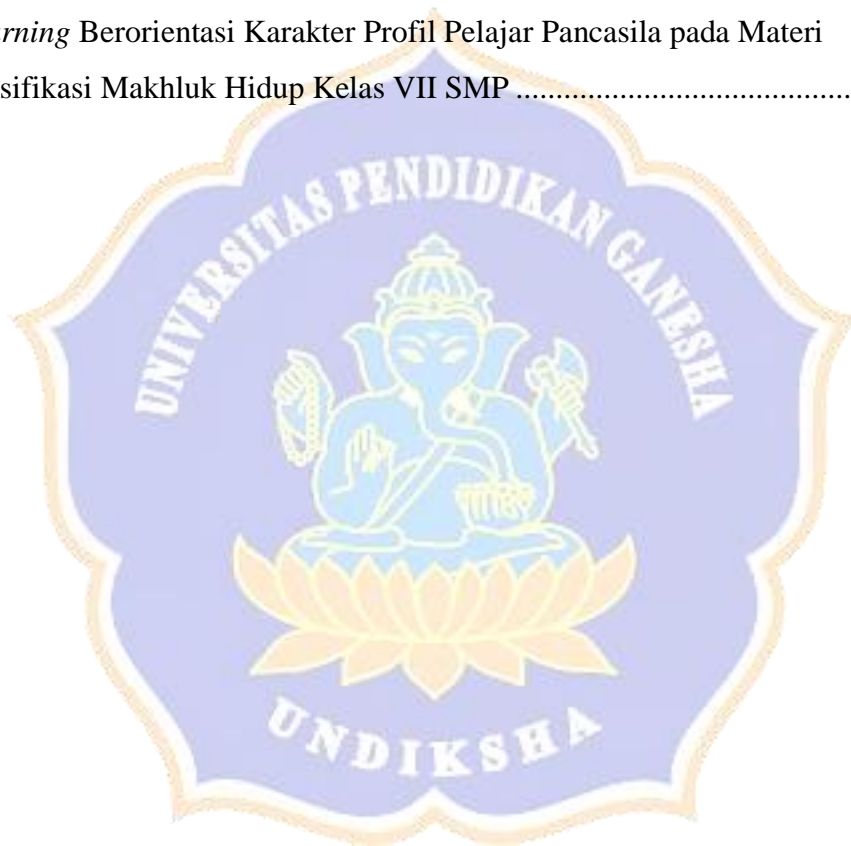 rning Berorientasi Karakter Profil Pelajar Pancasila pada Materi
sifikasi Makhluk Hidup Kelas VII SMP ......................................
UNIVERSITAS PENDIDIKAN GANESHA
UNDIKSHA